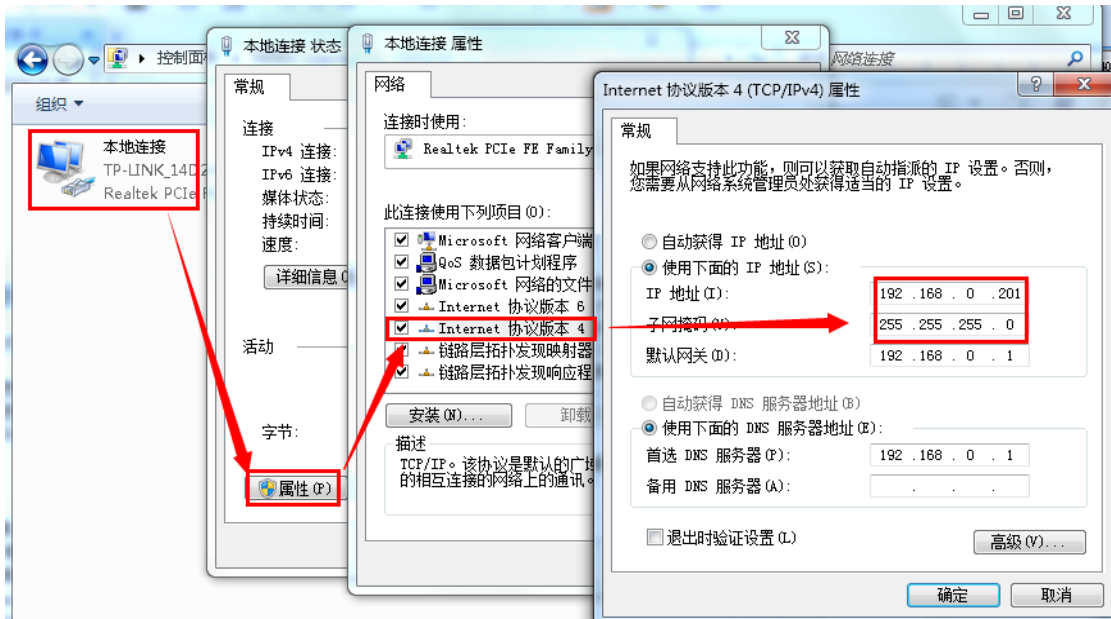 控制面
网络连接
组织
本地连接
TP-LINK_14D2
Realtek PCIe F
本地连接 状态
常规
连接
IPv4 连接:
IPv6 连接:
媒体状态:
持续时间:
速度:
详细信息(
活动
字节:
属性(P)
本地连接 属性
网络
连接时使用:
Realtek PCIe FE Family
此连接使用下列项目(O):
Microsoft 网络客户端
QoS 数据包计划程序
Microsoft 网络的文件
Internet 协议版本 6
Internet 协议版本 4
链路层拓扑发现映射器
链路层拓扑发现响应程
安装(N)...
卸载
描述
TCP/IP。该协议是默认的广域
的相互连接的网络上的通讯。
Internet 协议版本 4 (TCP/IPv4) 属性
常规
如果网络支持此功能，则可以获取自动指派的 IP 设置。否则，
您需要从网络系统管理员处获得适当的 IP 设置。
自动获得 IP 地址(O)
使用下面的 IP 地址(S):
IP 地址(I): 192 .168 . 0 .201
子网掩码(U): 255 .255 .255 . 0
默认网关(D): 192 .168 . 0 . 1
自动获得 DNS 服务器地址(B)
使用下面的 DNS 服务器地址(E):
首选 DNS 服务器(P): 192 .168 . 0 . 1
备用 DNS 服务器(A): . . .
退出时验证设置(L)
高级(V)...
确定
取消